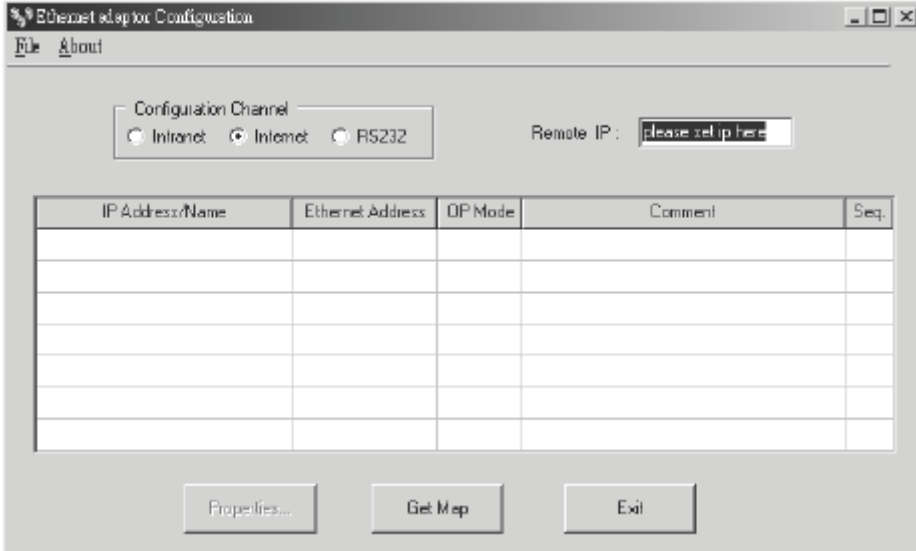 Ethernet adaptor Configuration
File About
Configuration Channel
Intranet Internet RS232
Remote IP : please set ip here
IP Address/Name Ethernet Address OP Mode Comment Seq.
Properties... Get Map Exit